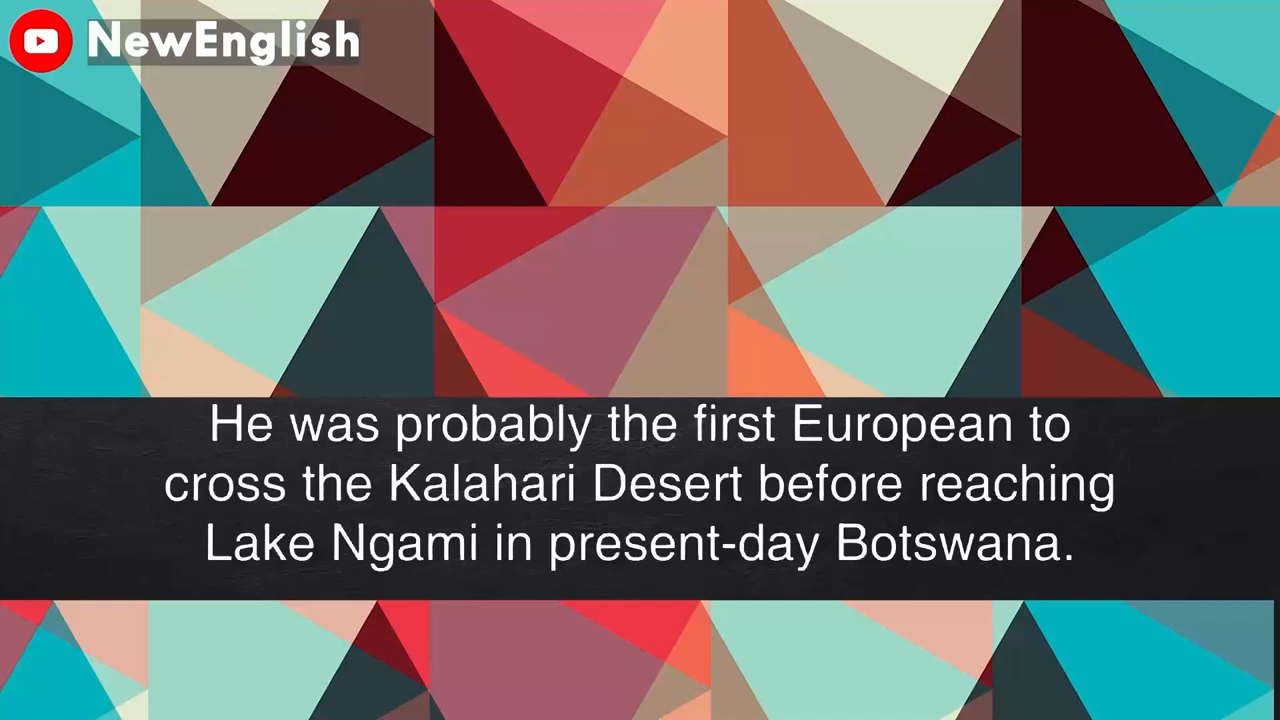 NewEnglish
He was probably the first European to
cross the Kalahari Desert before reaching
Lake Ngami in present-day Botswana.